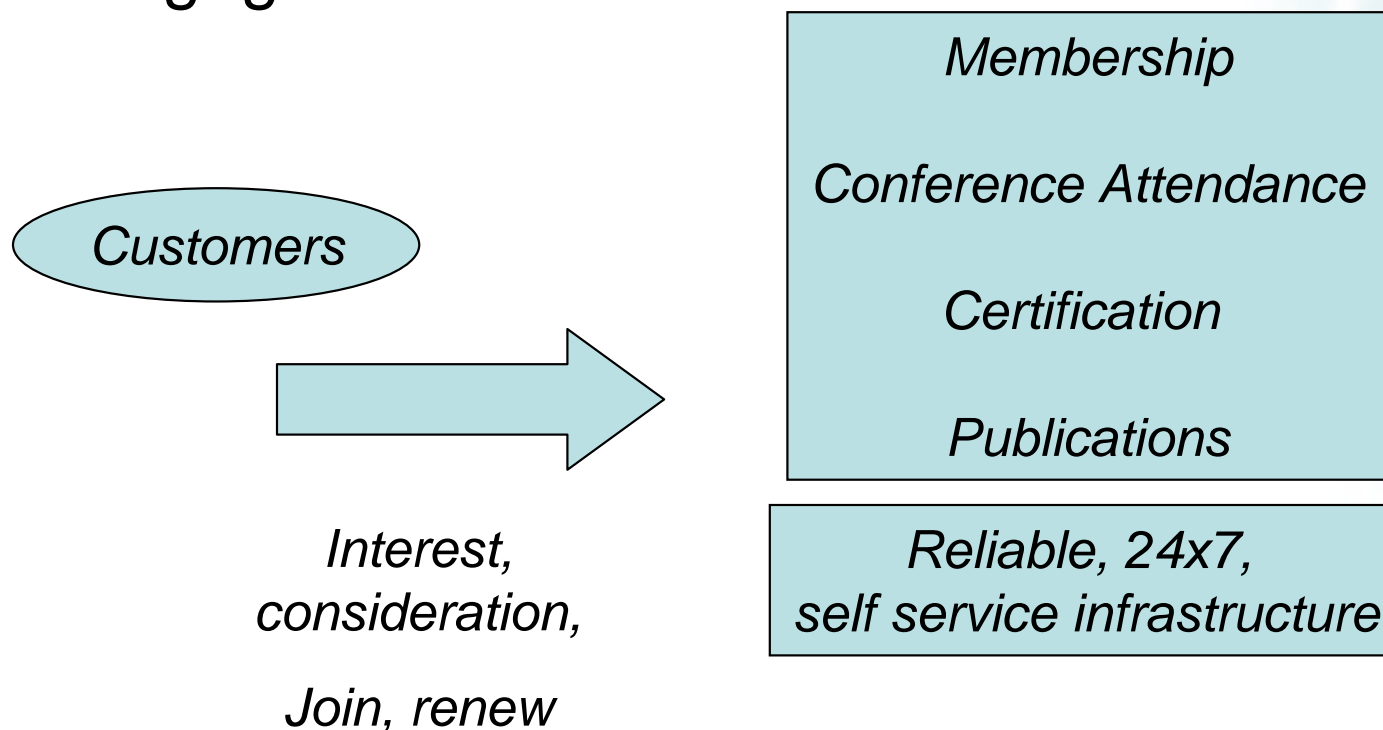 Customers
Interest,
consideration,
Join, renew
Membership
Conference Attendance
Certification
Publications
Reliable, 24x7,
self service infrastructure